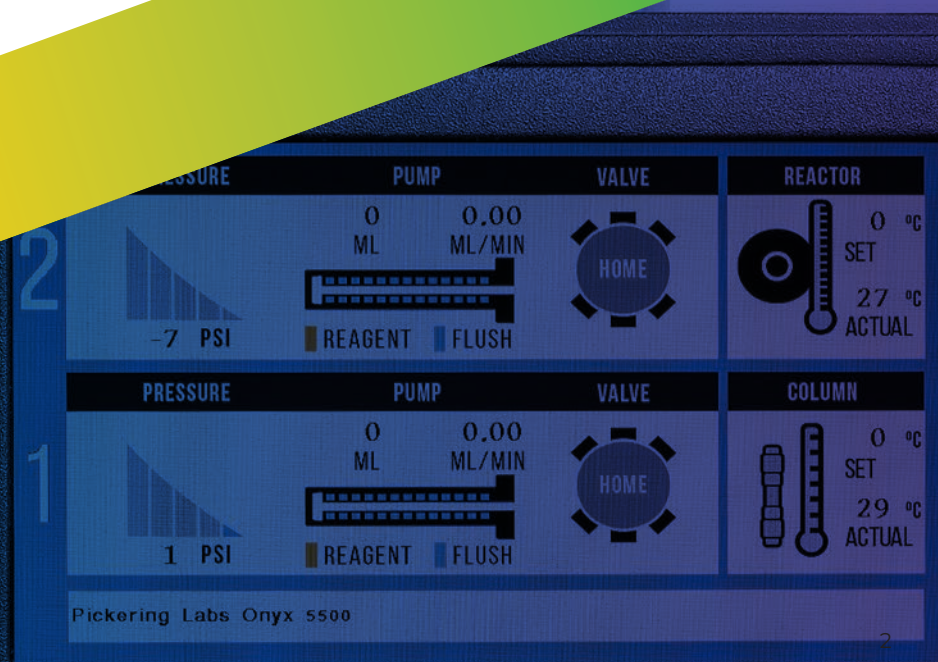 PRESSURE PUMP VALVE REACTOR
2
0 0.00
ML ML/MIN
HOME
-7 PSI
REAGENT FLUSH
0 °C
SET
27 °C
ACTUAL
PRESSURE PUMP VALVE COLUMN
1
0 0.00
ML ML/MIN
HOME
1 PSI
REAGENT FLUSH
0 °C
SET
29 °C
ACTUAL
Pickering Labs Onyx 5500
2